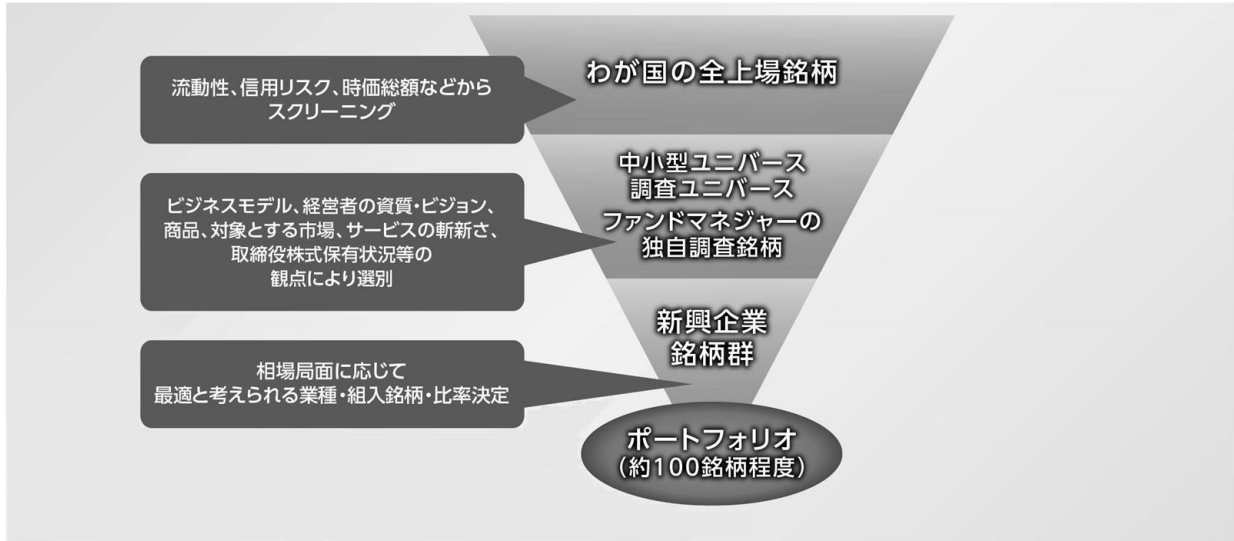 わが国の全上場銘柄
流動性、信用リスク、時価総額などから
スクリーニング
中小型ユニバース
調査ユニバース
ファンドマネジャーの
独自調査銘柄
ビジネスモデル、経営者の資質・ビジョン、
商品、対象とする市場、サービスの斬新さ、
取締役株式保有状況等の
観点により選別
新興企業
銘柄群
相場局面に応じて
最適と考えられる業種・組入銘柄・比率決定
ポートフォリオ
(約100銘柄程度)